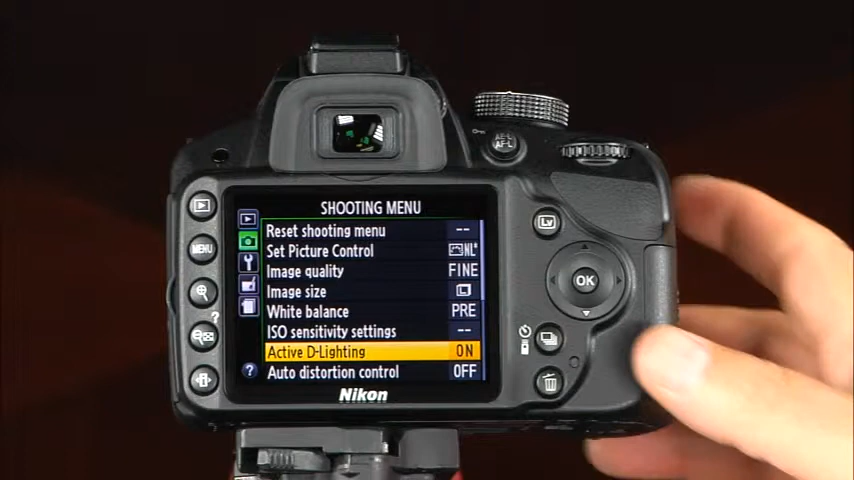 AE-L
AF-L
SHOOTING MENU
Reset shooting menu --
Set Picture Control NL*
Image quality FINE
Image size
White balance PRE
ISO sensitivity settings --
Active D-Lighting ON
Auto distortion control OFF
MENU
?
?
Lv
OK
Nikon